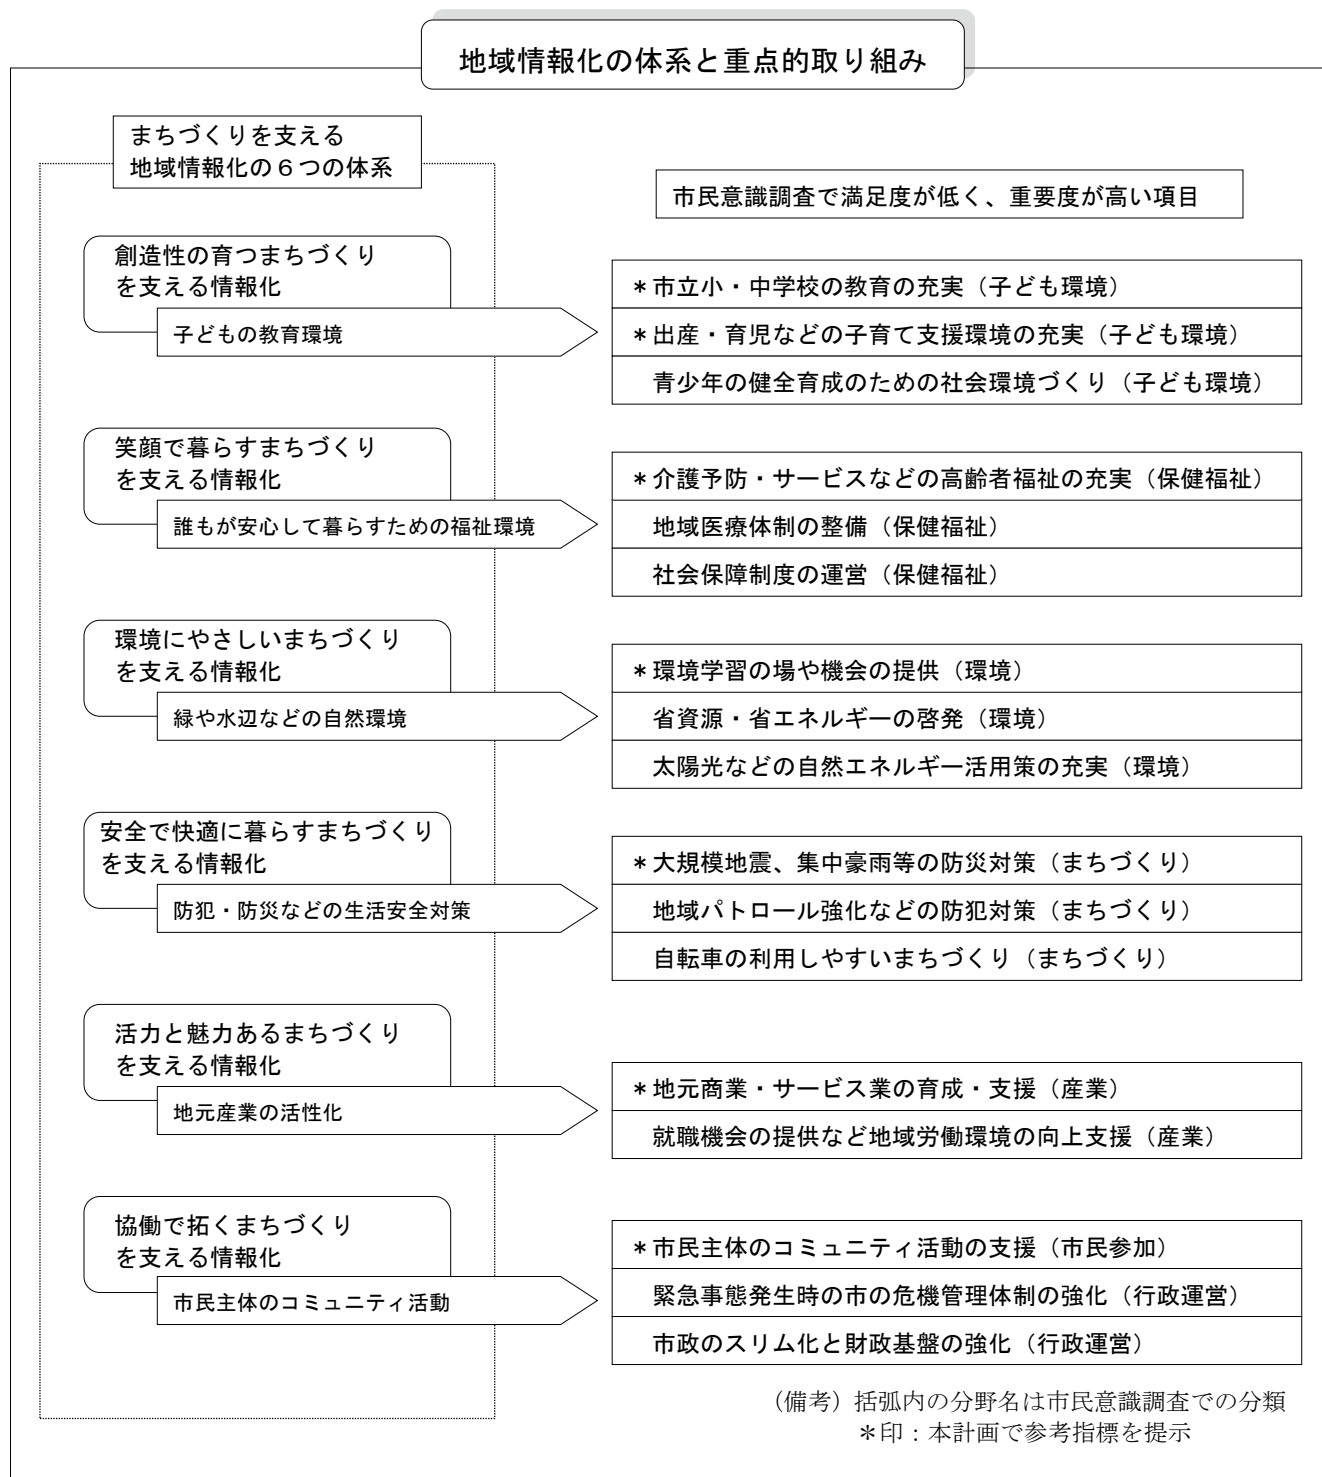 地域情報化の体系と重点的取り組み
まちづくりを支える
地域情報化の６つの体系
市民意識調査で満足度が低く、重要度が高い項目
創造性の育つまちづくり
を支える情報化
子どもの教育環境
＊市立小・中学校の教育の充実（子ども環境）
＊出産・育児などの子育て支援環境の充実（子ども環境）
青少年の健全育成のための社会環境づくり（子ども環境）
笑顔で暮らすまちづくり
を支える情報化
誰もが安心して暮らすための福祉環境
＊介護予防・サービスなどの高齢者福祉の充実（保健福祉）
地域医療体制の整備（保健福祉）
社会保障制度の運営（保健福祉）
環境にやさしいまちづくり
を支える情報化
緑や水辺などの自然環境
＊環境学習の場や機会の提供（環境）
省資源・省エネルギーの啓発（環境）
太陽光などの自然エネルギー活用策の充実（環境）
安全で快適に暮らすまちづくり
を支える情報化
防犯・防災などの生活安全対策
＊大規模地震、集中豪雨等の防災対策（まちづくり）
地域パトロール強化などの防犯対策（まちづくり）
自転車の利用しやすいまちづくり（まちづくり）
活力と魅力あるまちづくり
を支える情報化
地元産業の活性化
＊地元商業・サービス業の育成・支援（産業）
就職機会の提供など地域労働環境の向上支援（産業）
協働で拓くまちづくり
を支える情報化
市民主体のコミュニティ活動
＊市民主体のコミュニティ活動の支援（市民参加）
緊急事態発生時の市の危機管理体制の強化（行政運営）
市政のスリム化と財政基盤の強化（行政運営）
（備考）括弧内の分野名は市民意識調査での分類
＊印：本計画で参考指標を提示